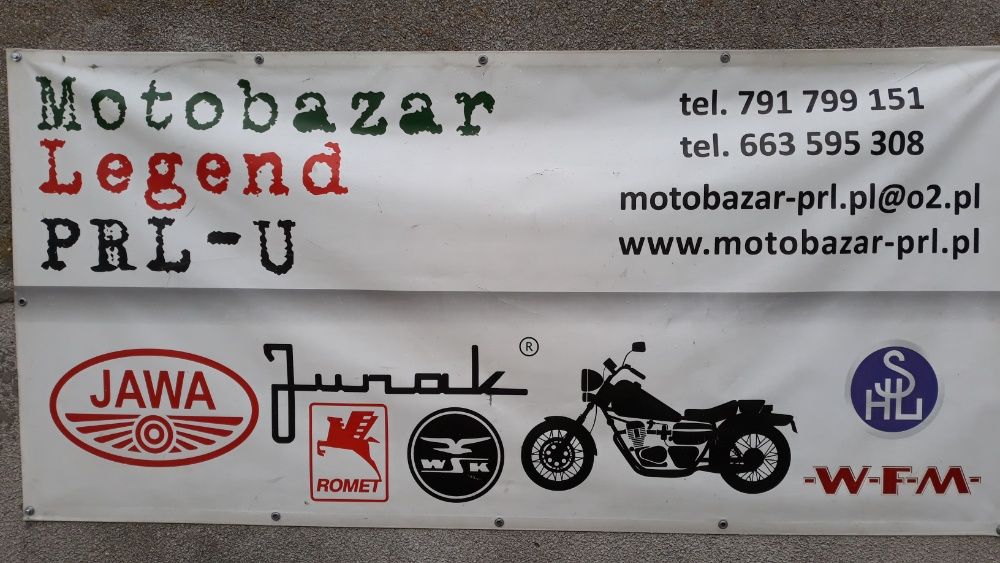 Motobazar
Legend
PRL-U
tel. 791 799 151
tel. 663 595 308
motobazar-prl.pl@o2.pl
www.motobazar-prl.pl
JAWA
Junak ®
ROMET
WSK
SHL
-W-F-M-